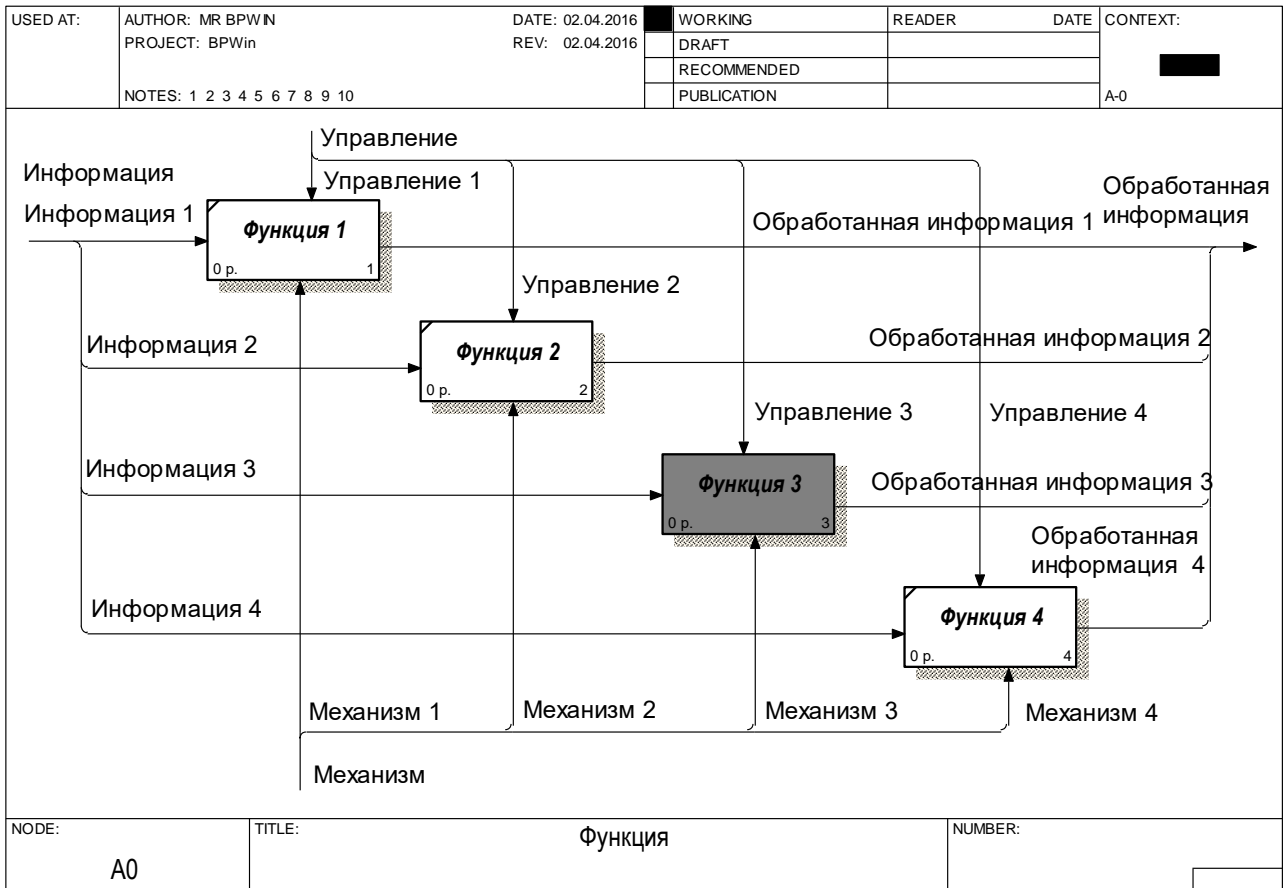 USED AT:
AUTHOR: MR BPWIN
DATE: 02.04.2016
WORKING
READER
DATE
CONTEXT:
PROJECT: BPWin
REV: 02.04.2016
DRAFT
RECOMMENDED
NOTES: 1 2 3 4 5 6 7 8 9 10
PUBLICATION
A-0
Управление
Информация
Управление 1
Обработанная
информация
Информация 1
Функция 1
0 р.
1
Обработанная информация 1
Управление 2
Информация 2
Функция 2
0 р.
2
Обработанная информация 2
Управление 3
Управление 4
Информация 3
Функция 3
0 р.
3
Обработанная информация 3
Обработанная
информация 4
Информация 4
Функция 4
0 р.
4
Механизм 1
Механизм 2
Механизм 3
Механизм 4
Механизм
NODE:
A0
TITLE:
Функция
NUMBER: